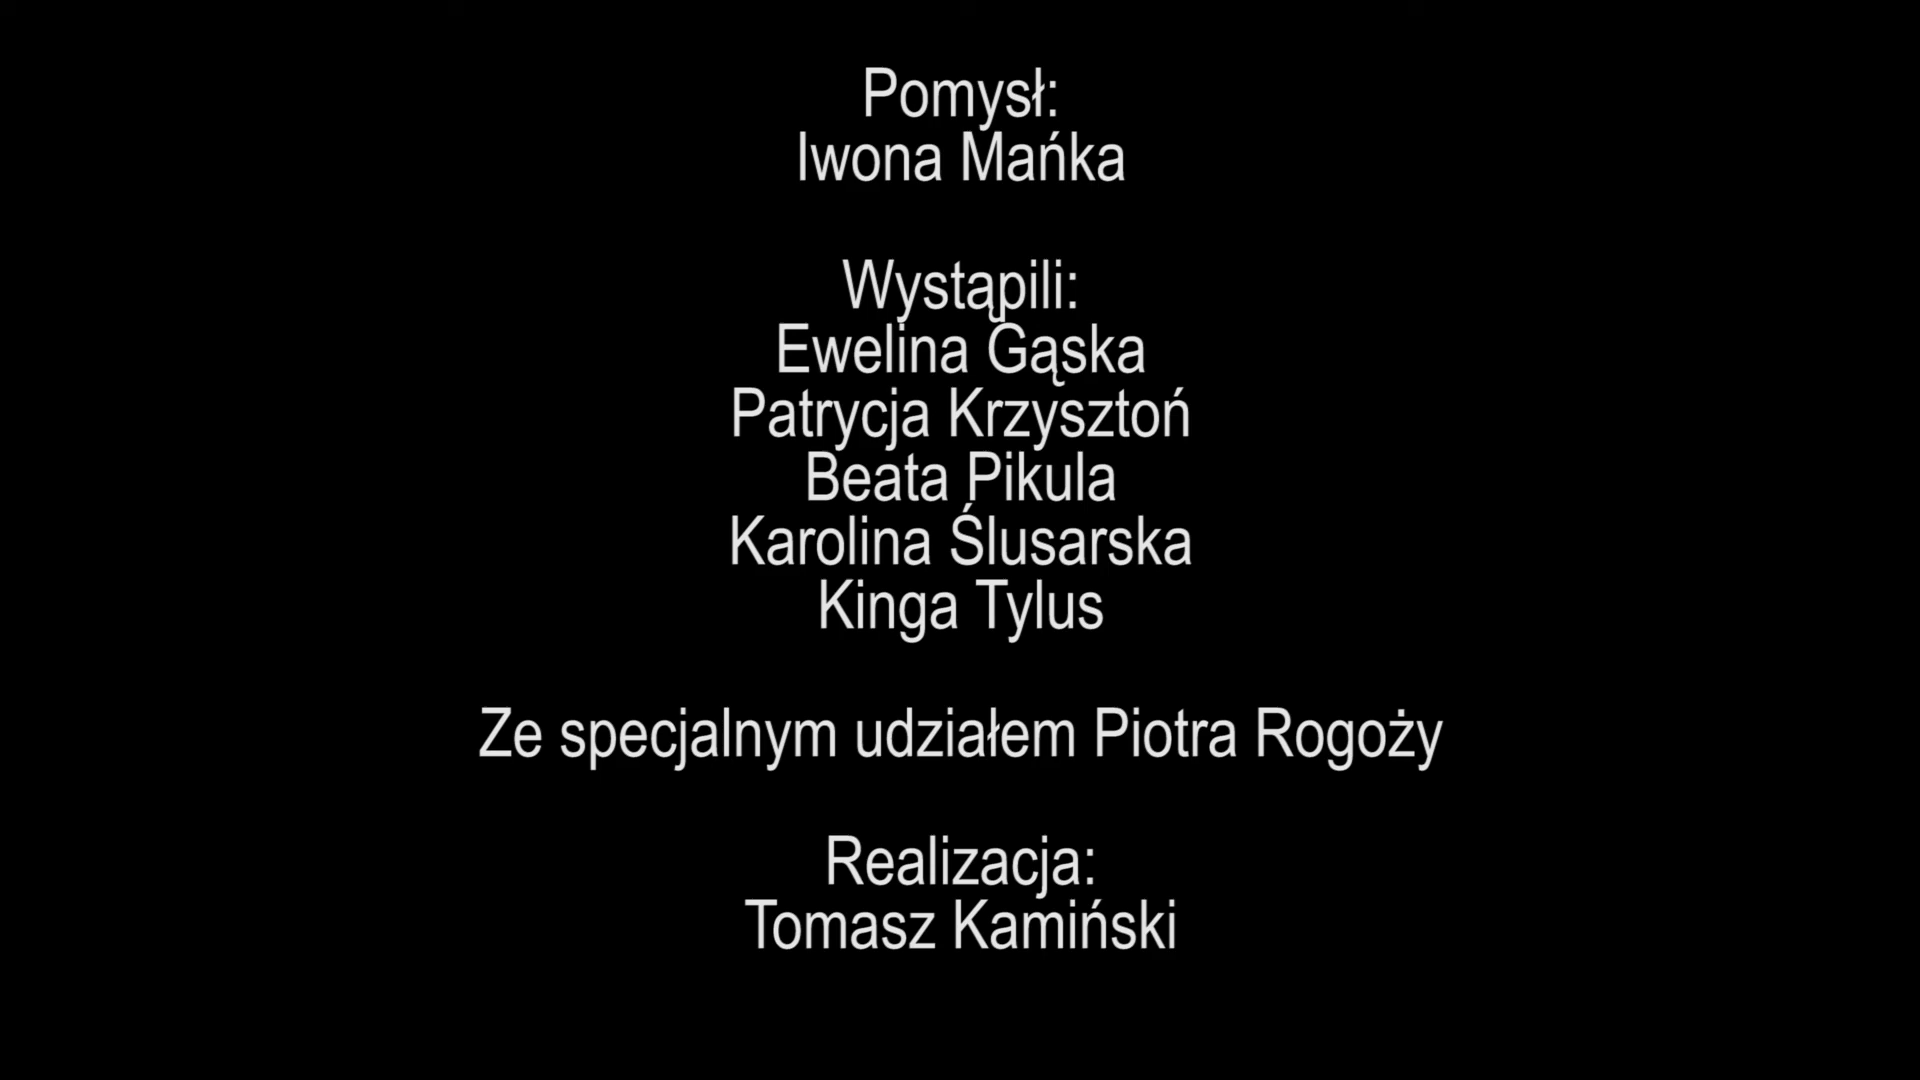 Pomysł:
Iwona Mańka
Wystąpili:
Ewelina Gąska
Patrycja Krzysztoń
Beata Pikula
Karolina Ślusarska
Kinga Tylus
Ze specjalnym udziałem Piotra Rogoży
Realizacja:
Tomasz Kamiński